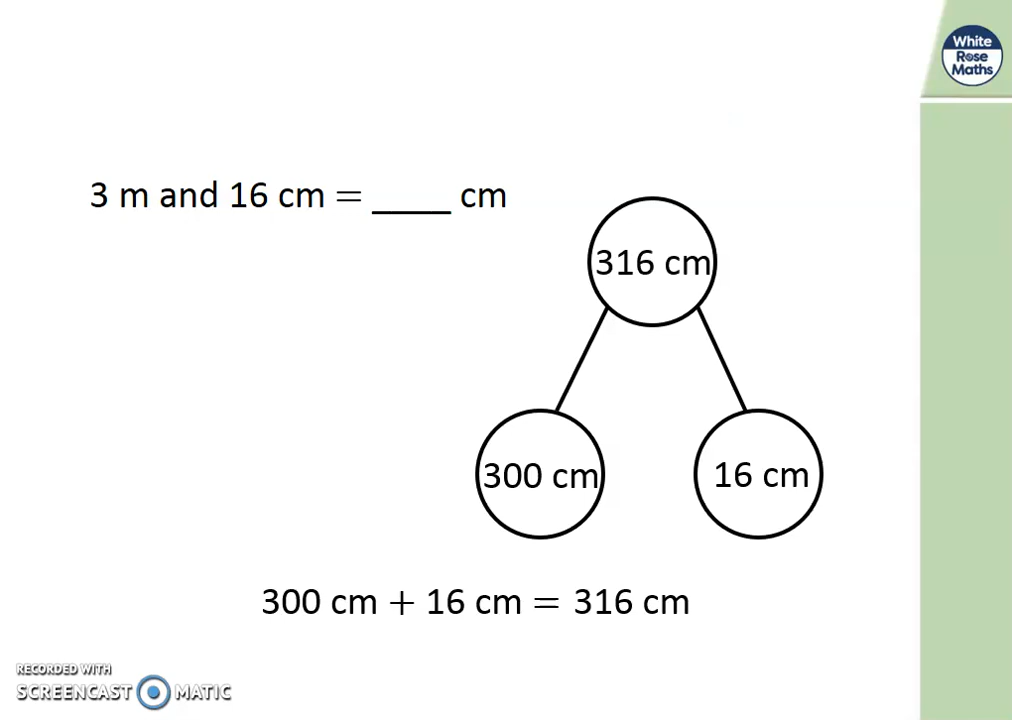 White
Rose
Maths
3 m and 16 cm = ____ cm
316 cm
300 cm
16 cm
300 cm + 16 cm = 316 cm
RECORDED WITH
SCREENCAST MATIC